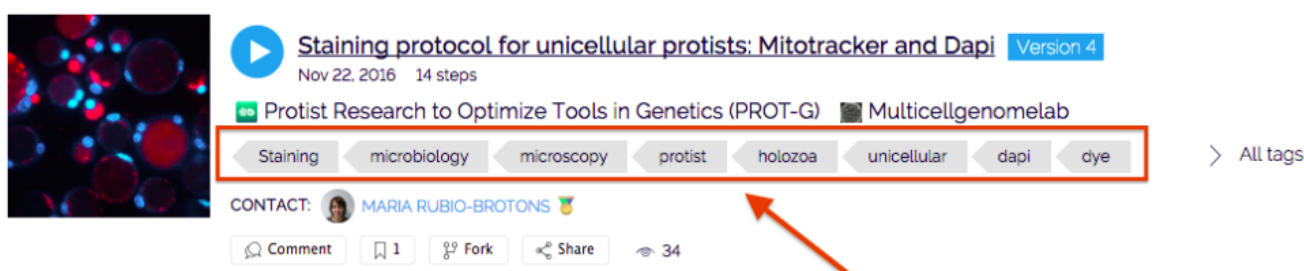 Staining protocol for unicellular protists: Mitotracker and Dapi Version 4
Nov 22, 2016 14 steps
Protist Research to Optimize Tools in Genetics (PROT-G) Multicellgenomelab
Staining microbiology microscopy protist holozoa unicellular dapi dye All tags
CONTACT: MARIA RUBIO-BROTONS
Comment 1 Fork Share 34